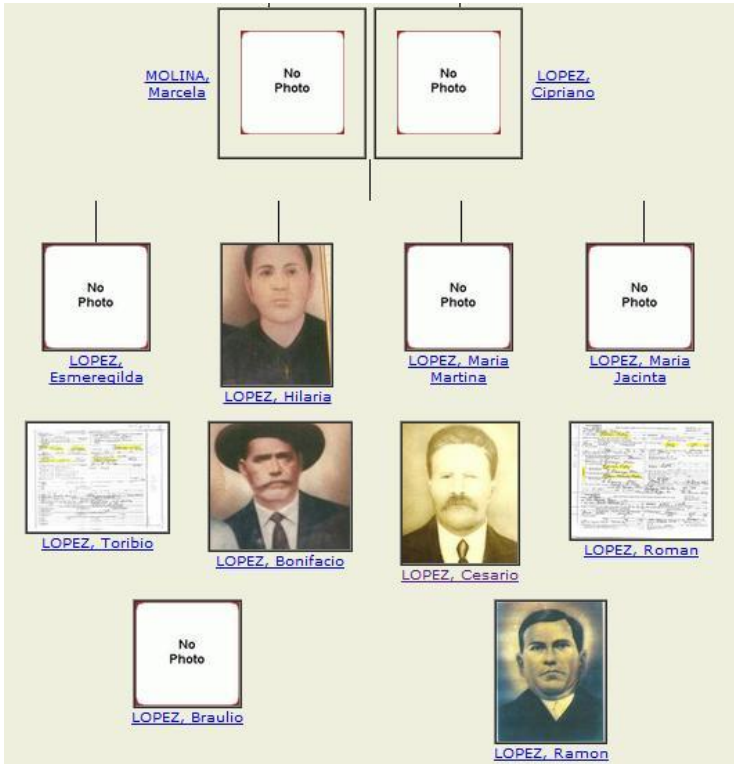 MOLINA,
Marcela
No
Photo
No
Photo
LOPEZ,
Cipriano
No
Photo
LOPEZ,
Esmeregilda
LOPEZ, Hilaria
No
Photo
LOPEZ, Maria
Martina
No
Photo
LOPEZ, Maria
Jacinta
LOPEZ, Toribio
LOPEZ, Bonifacio
LOPEZ, Cesario
LOPEZ, Roman
No
Photo
LOPEZ, Braulio
LOPEZ, Ramon